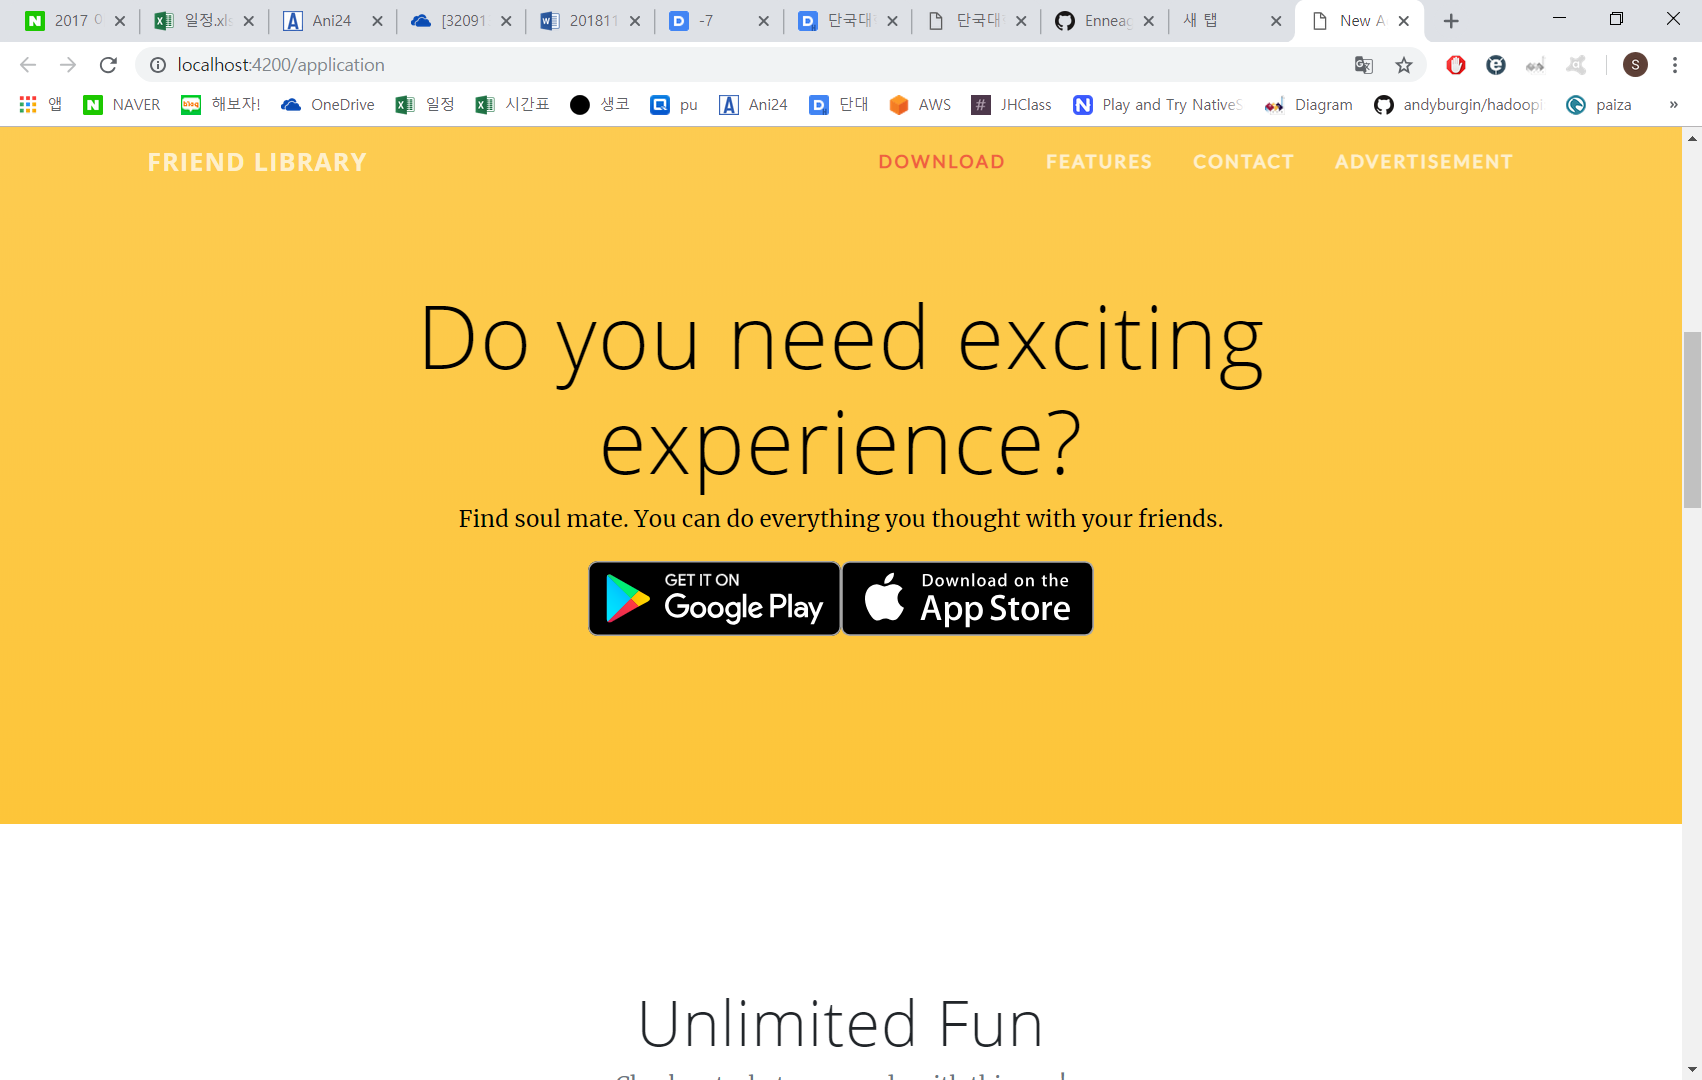 2017
일정.xls
Ani24
[32091
201811
-7
단국대
단국대
Ennea
새 탭
New A
localhost:4200/application
S
앱
NAVER
해보자!
OneDrive
일정
시간표
생코
pu
Ani24
단대
AWS
JHClass
Play and Try NativeS
Diagram
andyburgin/hadoopi
paiza
»
FRIEND LIBRARY
DOWNLOAD
FEATURES
CONTACT
ADVERTISEMENT
Do you need exciting
experience?
Find soul mate. You can do everything you thought with your friends.
GET IT ON
Google Play
Download on the
App Store
Unlimited Fun